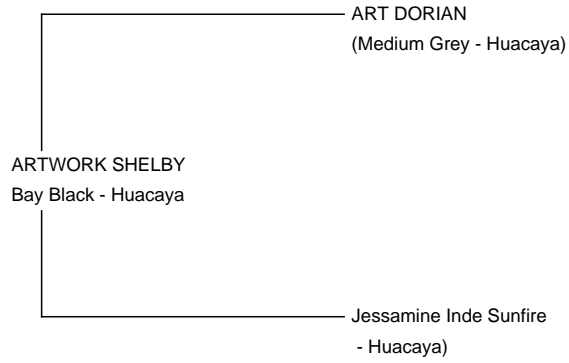 ART DORIAN
(Medium Grey - Huacaya)
ARTWORK SHELBY
Bay Black - Huacaya
Jessamine Inde Sunfire
- Huacaya)